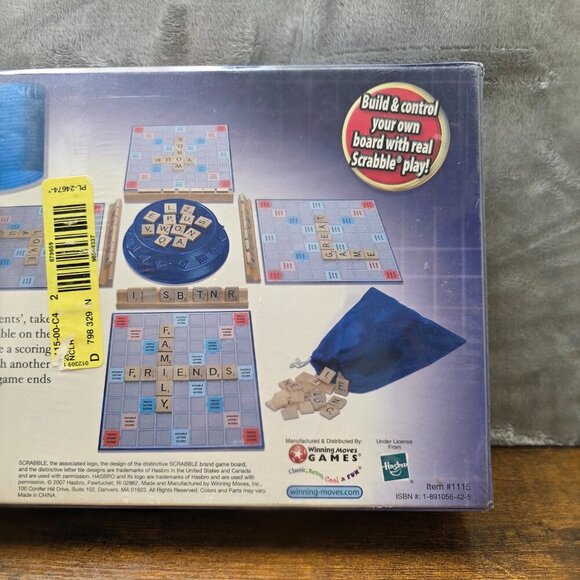 Build & control
your own
board with real
Scrabble® play!
WORDS
YOUR
LOVE
GREAT
GAME
I S B T N R
FAMILY
FRIENDS
PL-24674-
D 798 329 N
ents', take
ble on the
e a scoring
h another
game ends
Manufactured & Distributed By:
Winning Moves
GAMES®
Classic, Retro, Cool & FUN®
winning-moves.com
Under License
From
Hasbro
Item #1115
ISBN #: 1-891056-42-5
SCRABBLE, the associated logo, the design of the distinctive SCRABBLE brand game board,
and the distinctive letter tile designs are trademarks of Hasbro in the United States and Canada
and are used with permission. HASBRO and its logo are trademarks of Hasbro and are used with
permission. © 2007 Hasbro, Pawtucket, RI 02862. Made and Manufactured by Winning Moves, Inc.,
100 Conifer Hill Drive, Suite 102, Danvers, MA 01923. All Rights Reserved. Colors and Parts may vary.
Made in CHINA.